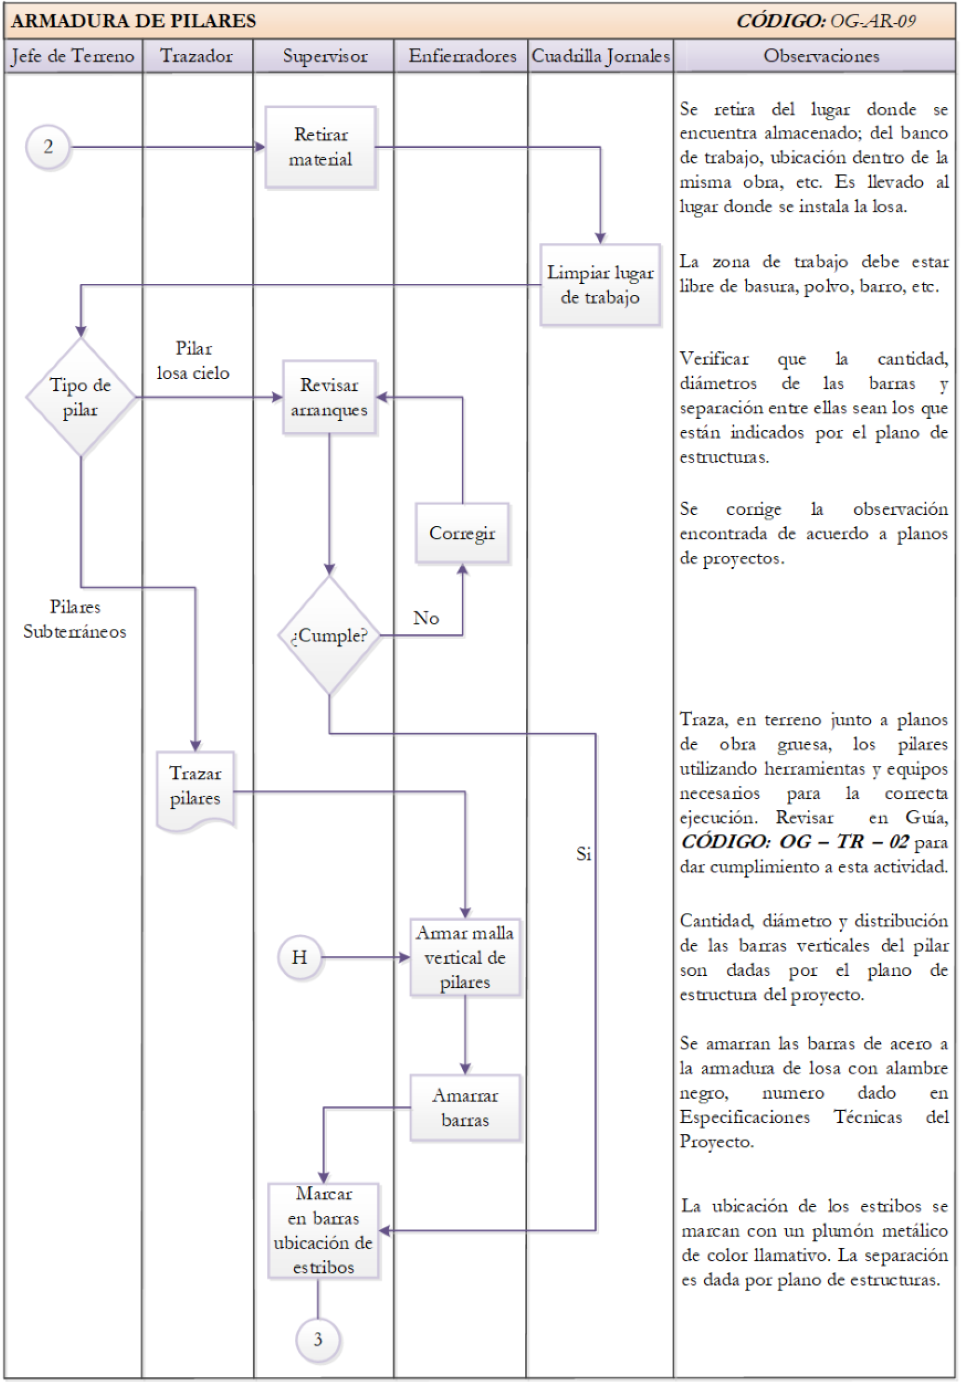 ARMADURA DE PILARES
CÓDIGO: OG-AR-09
Jefe de Terreno
Trazador
Supervisor
Enfierradores
Cuadrilla Jornales
Observaciones
2
Retirar
material
Se retira del lugar donde se
encuentra almacenado; del banco
de trabajo, ubicación dentro de la
misma obra, etc. Es llevado al
lugar donde se instala la losa.
Limpiar lugar
de trabajo
La zona de trabajo debe estar
libre de basura, polvo, barro, etc.
Tipo de
pilar
Pilar
losa cielo
Revisar
arranques
Verificar que la cantidad,
diámetros de las barras y
separación entre ellas sean los que
están indicados por el plano de
estructuras.
Corregir
Se corrige la observación
encontrada de acuerdo a planos
de proyectos.
Pilares
Subterráneos
¿Cumple?
No
Si
Trazar
pilares
Traza, en terreno junto a planos
de obra gruesa, los pilares
utilizando herramientas y equipos
necesarios para la correcta
ejecución. Revisar en Guía,
CÓDIGO: OG – TR – 02 para
dar cumplimiento a esta actividad.
H
Armar malla
vertical de
pilares
Cantidad, diámetro y distribución
de las barras verticales del pilar
son dadas por el plano de
estructura del proyecto.
Amarrar
barras
Se amarran las barras de acero a
la armadura de losa con alambre
negro, numero dado en
Especificaciones Técnicas del
Proyecto.
Marcar
en barras
ubicación de
estribos
La ubicación de los estribos se
marcan con un plumón metálico
de color llamativo. La separación
es dada por plano de estructuras.
3